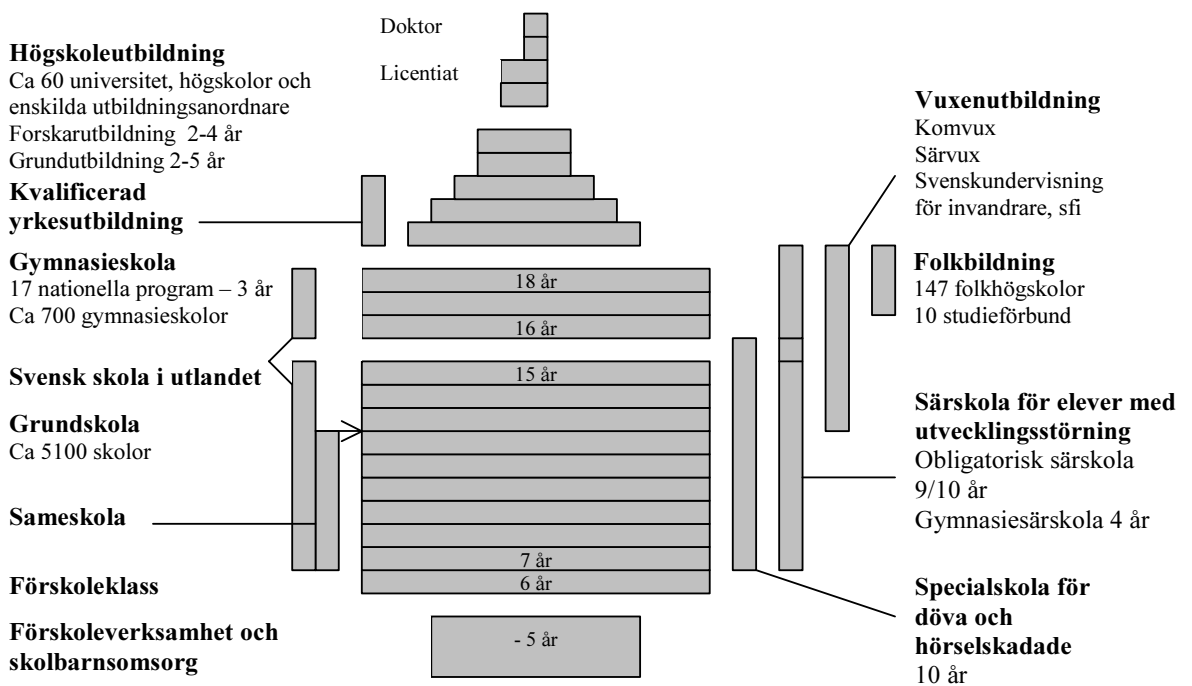 Högskoleutbildning
Ca 60 universitet, högskolor och
enskilda utbildningsanordnare
Forskarutbildning  2-4 år
Grundutbildning 2-5 år
Kvalificerad
yrkesutbildning
Gymnasieskola
17 nationella program – 3 år
Ca 700 gymnasieskolor
Svensk skola i utlandet
Grundskola
Ca 5100 skolor
Sameskola
Förskoleklass
Förskoleverksamhet och
skolbarnsomsorg
Doktor
Licentiat
18 år
16 år
15 år
7 år
6 år
- 5 år
Vuxenutbildning
Komvux
Särvux
Svenskundervisning
för invandrare, sfi
Folkbildning
147 folkhögskolor
10 studieförbund
Särskola för elever med
utvecklingsstörning
Obligatorisk särskola
9/10 år
Gymnasiesärskola 4 år
Specialskola för
döva och
hörselskadade
10 år